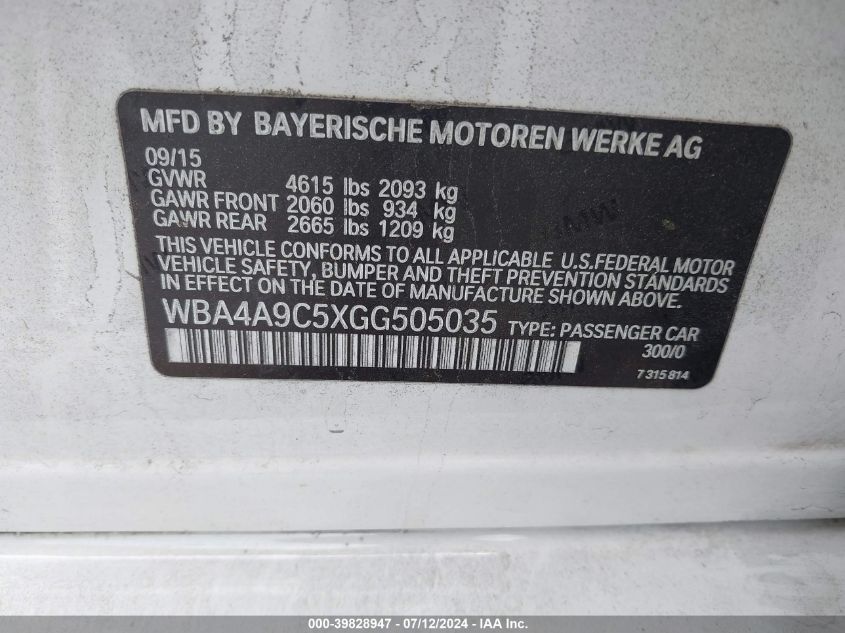 MFD BY BAYERISCHE MOTOREN WERKE AG
09/15
GVWR 4615 lbs 2093 kg
GAWR FRONT 2060 lbs 934 kg
GAWR REAR 2665 lbs 1209 kg
THIS VEHICLE CONFORMS TO ALL APPLICABLE U.S.FEDERAL MOTOR
VEHICLE SAFETY, BUMPER AND THEFT PREVENTION STANDARDS
IN EFFECT ON THE DATE OF MANUFACTURE SHOWN ABOVE.
WBA4A9C5XGG505035 TYPE: PASSENGER CAR
300/0
7315814
000-39828947 - 07/12/2024 - IAA Inc.